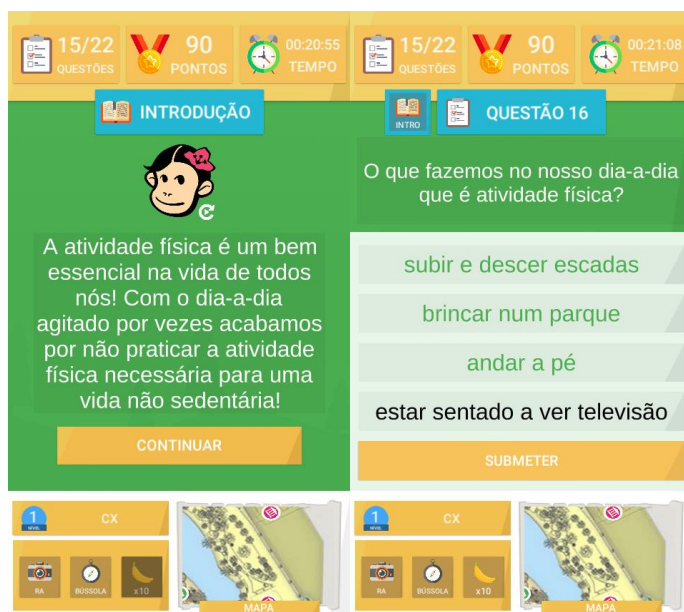 15/22
QUESTÕES
90
PONTOS
00:20:55
TEMPO
INTRODUÇÃO
A atividade física é um bem
essencial na vida de todos
nós! Com o dia-a-dia
agitado por vezes acabamos
por não praticar a atividade
física necessária para uma
vida não sedentária!
CONTINUAR
1
NÍVEL
CX
RA
BÚSSOLA
x10
MAPA
15/22
QUESTÕES
90
PONTOS
00:21:08
TEMPO
INTRO
QUESTÃO 16
O que fazemos no nosso dia-a-dia
que é atividade física?
subir e descer escadas
brincar num parque
andar a pé
estar sentado a ver televisão
SUBMETER
1
NÍVEL
CX
RA
BÚSSOLA
x10
MAPA